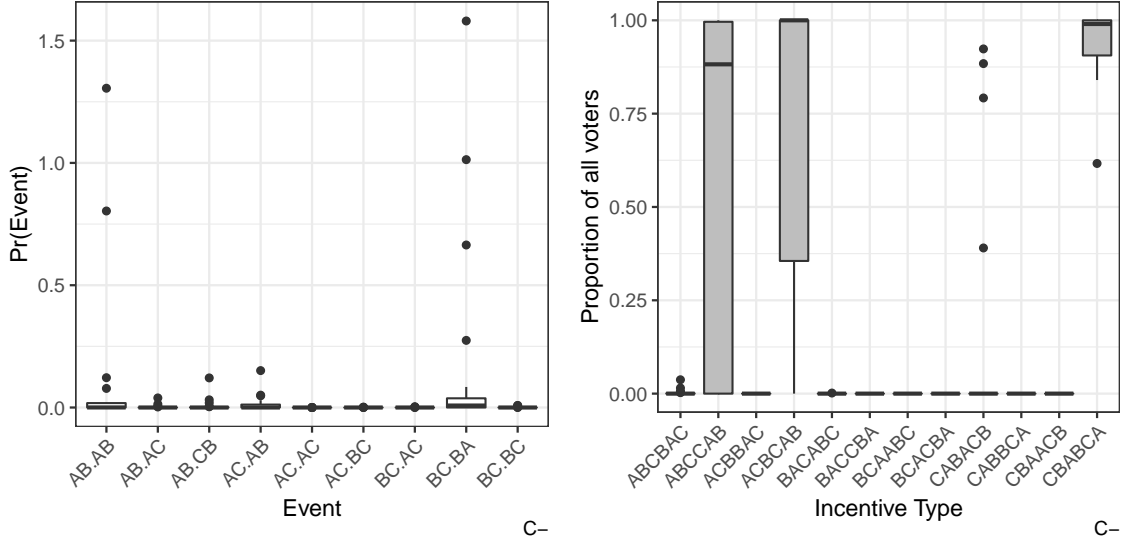 Pr(Event)
1.5
1.0
0.5
0.0
AB.AB
AB.AC
AB.CB
AC.AB
AC.AC
AC.BC
BC.AC
BC.BA
BC.BC
Event
C−
Proportion of all voters
1.00
0.75
0.50
0.25
0.00
ABCBAC
ABCCAB
ACBBAC
ACBCAB
BACABC
BACCBA
BCAABC
BCACBA
CABACB
CABBCA
CBAACB
CBABCA
Incentive Type
C−